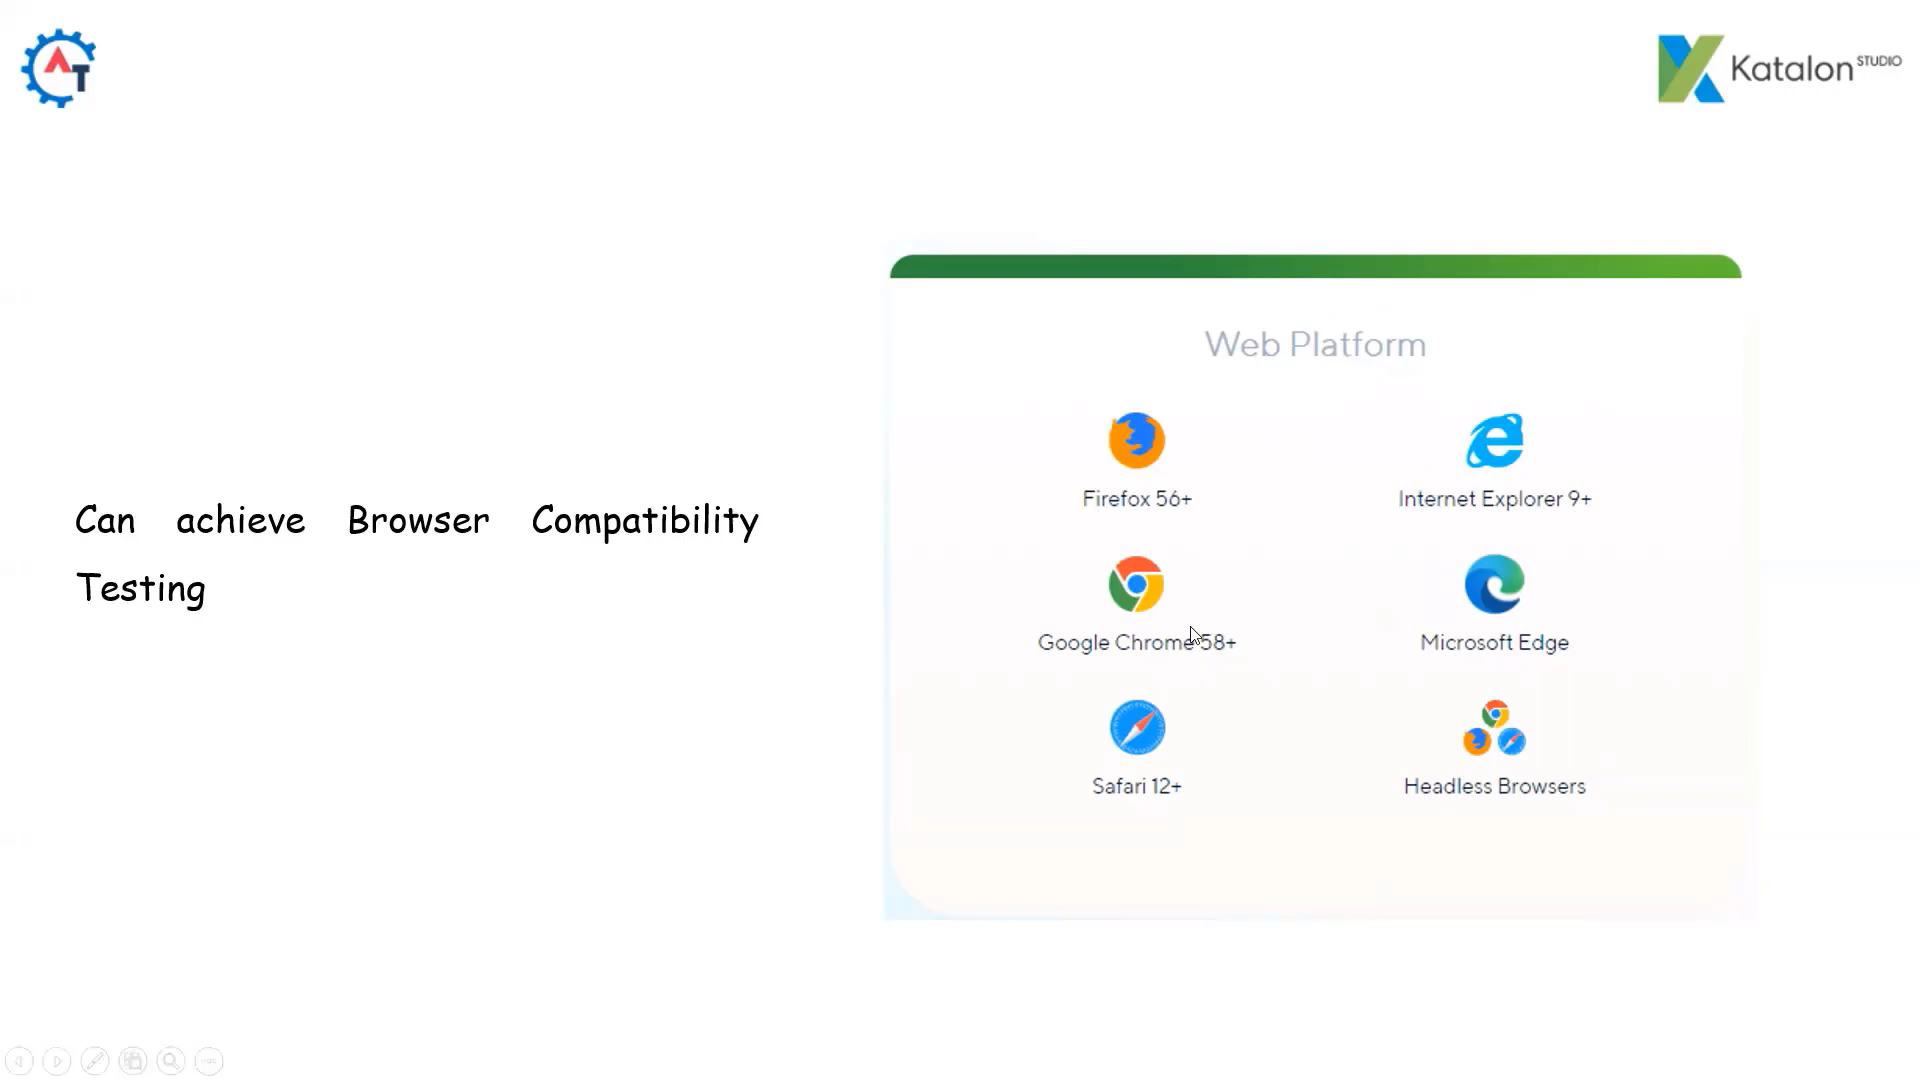 AT
Katalon STUDIO
Can achieve Browser Compatibility
Testing
Web Platform
Firefox 56+
Internet Explorer 9+
Google Chrome 58+
Microsoft Edge
Safari 12+
Headless Browsers